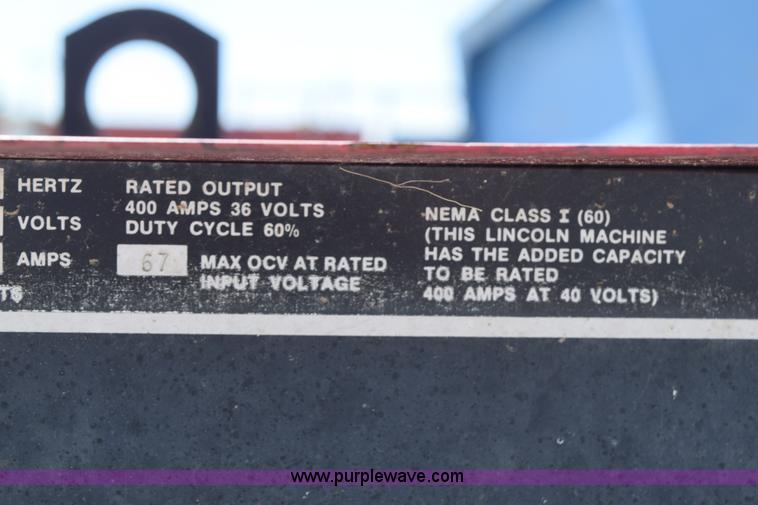 HERTZ
VOLTS
AMPS
TS
RATED OUTPUT
400 AMPS 36 VOLTS
DUTY CYCLE 60%
67 MAX OCV AT RATED
INPUT VOLTAGE
NEMA CLASS I (60)
(THIS LINCOLN MACHINE
HAS THE ADDED CAPACITY
TO BE RATED
400 AMPS AT 40 VOLTS)
www.purplewave.com